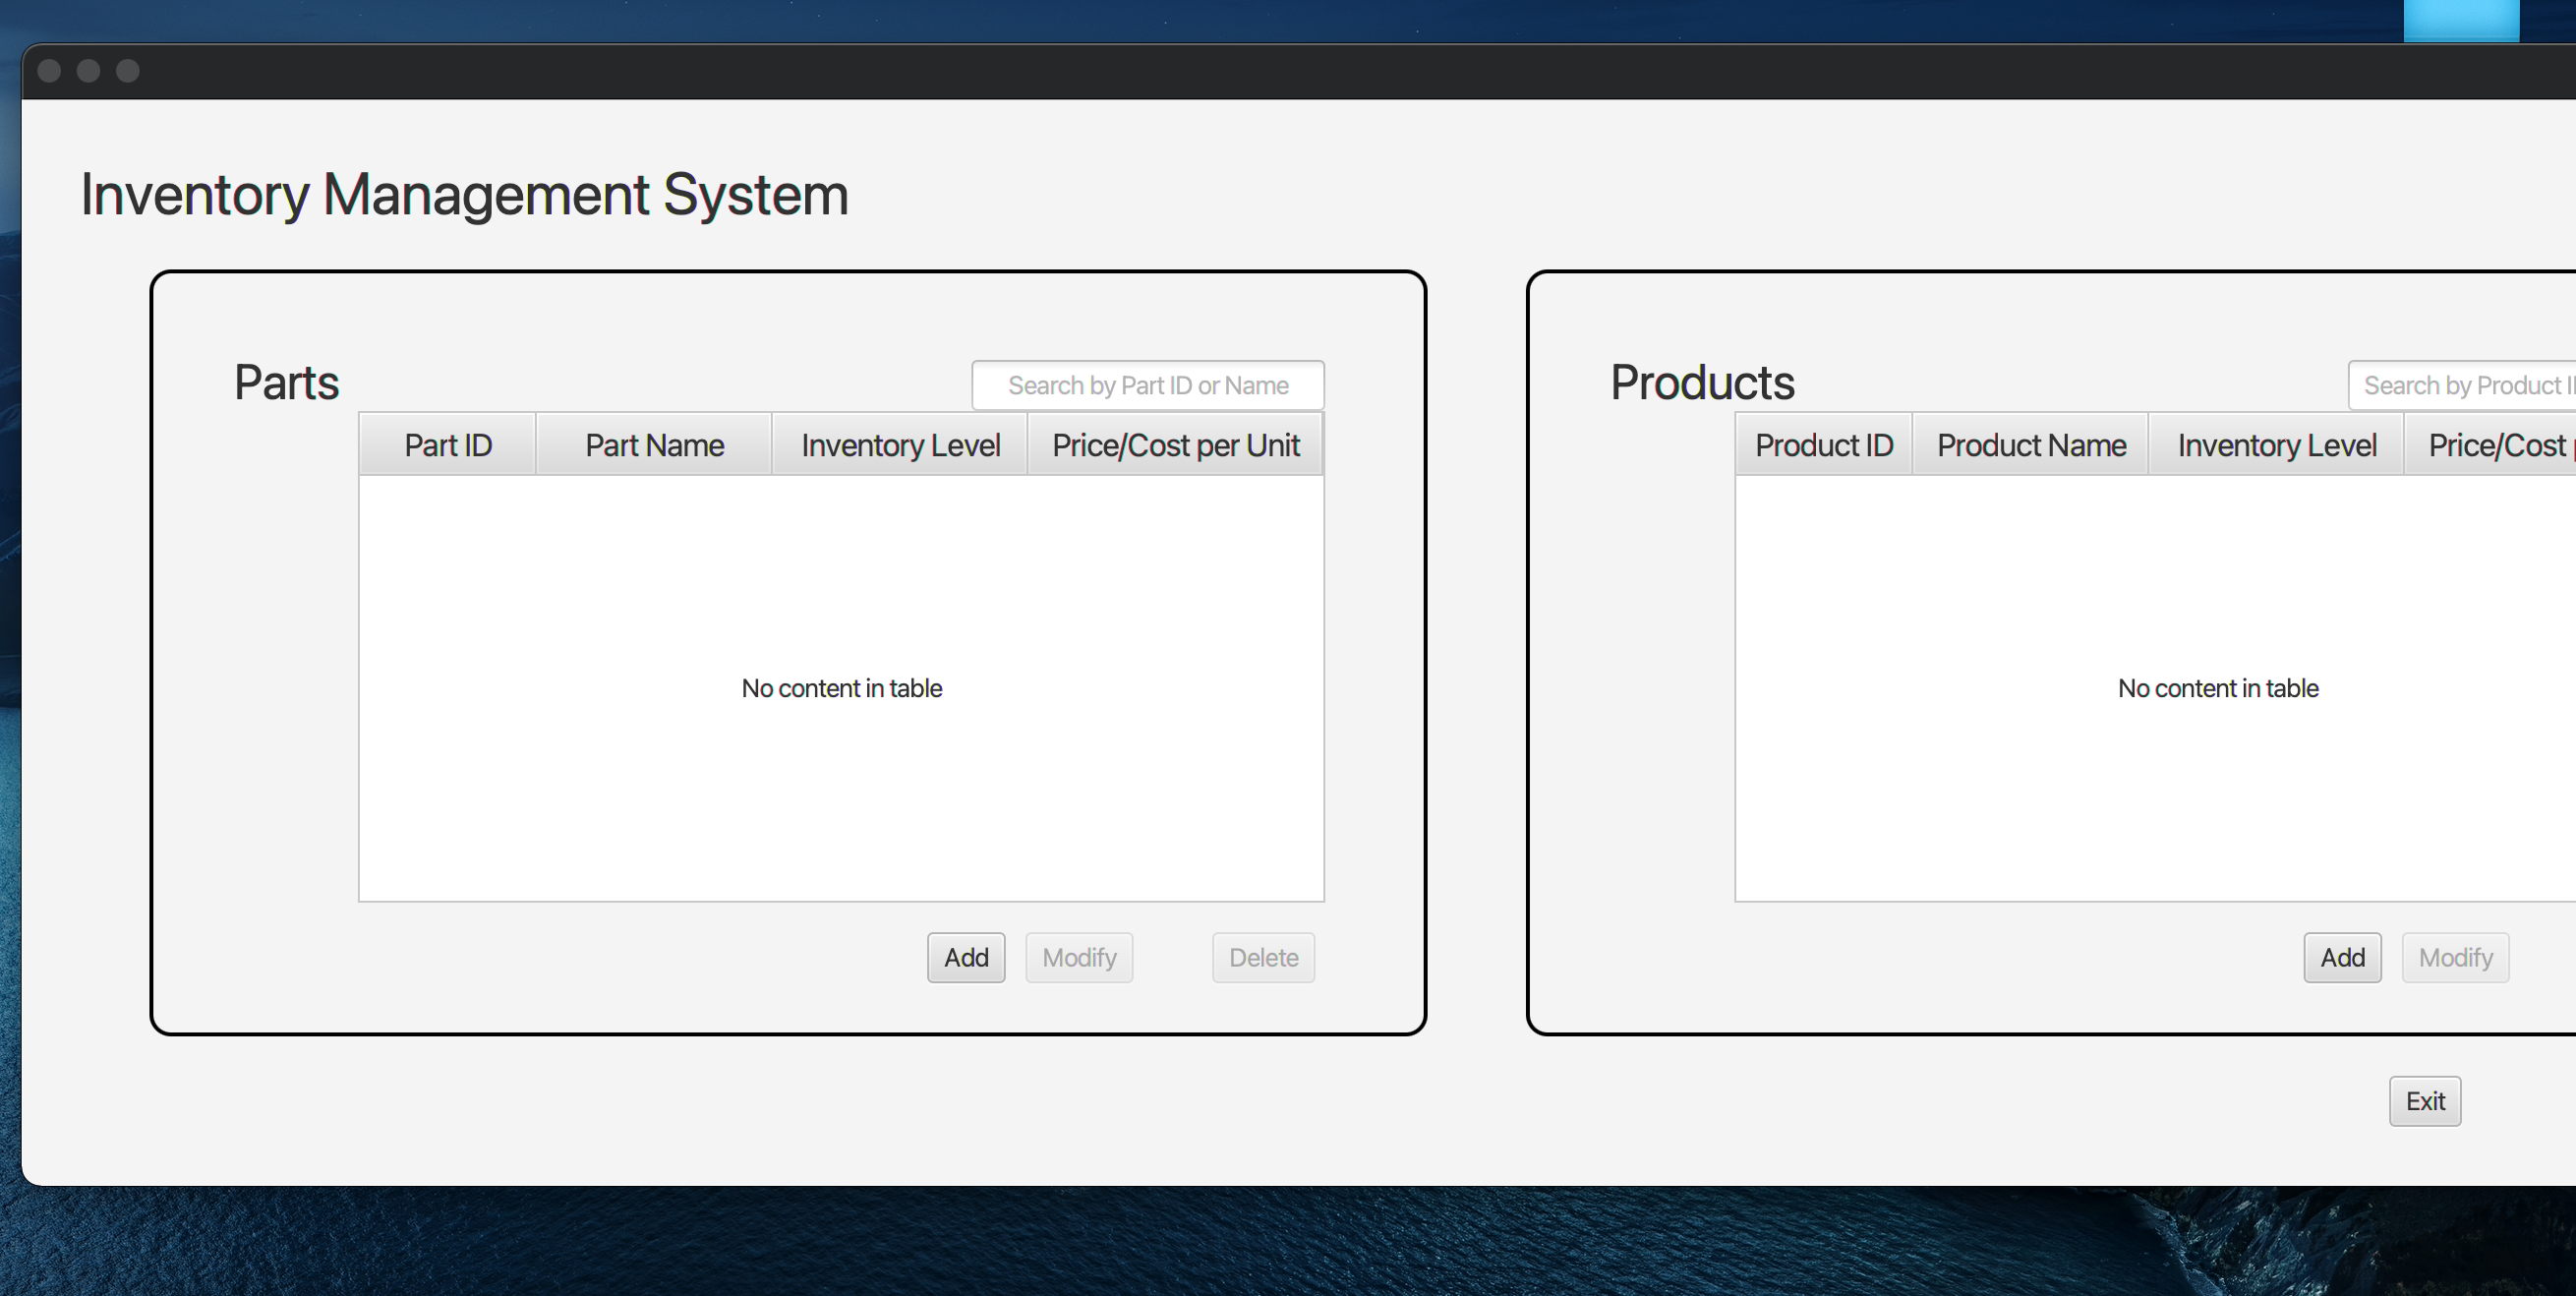 Inventory Management System
Parts
Search by Part ID or Name
Part ID Part Name Inventory Level Price/Cost per Unit
No content in table
Add Modify Delete
Products
Search by Product
Product ID Product Name Inventory Level Price/Cost
No content in table
Add Modify
Exit